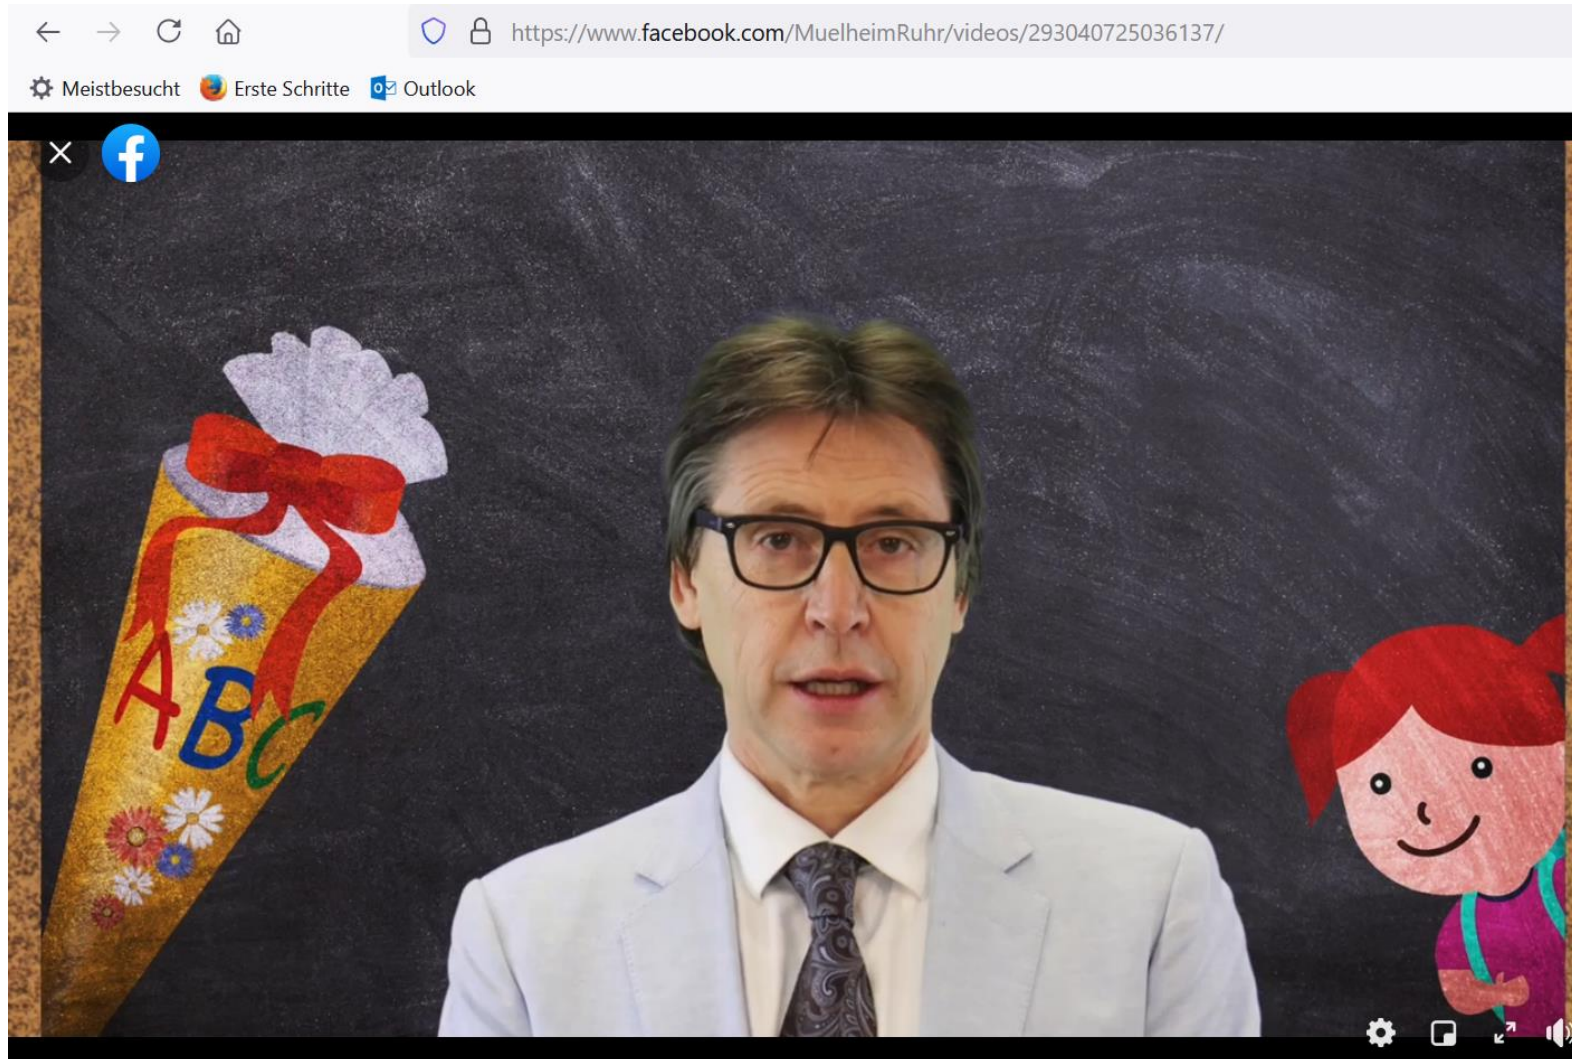 https://www.facebook.com/MuelheimRuhr/videos/293040725036137/
Meistbesucht Erste Schritte Outlook
ABC